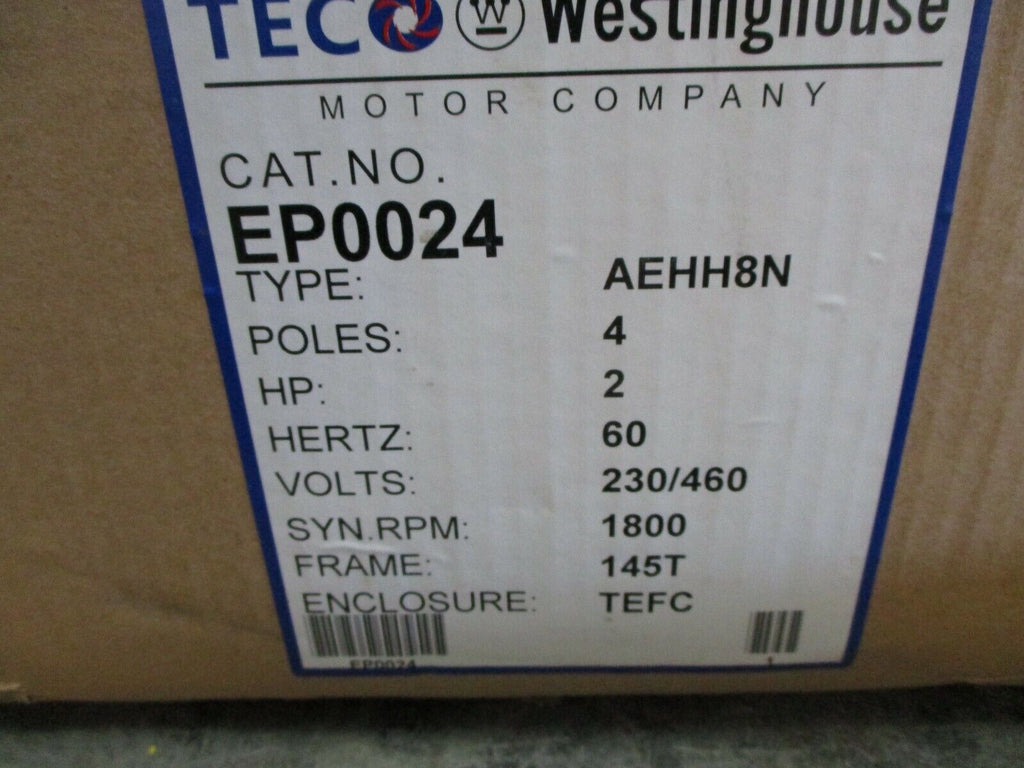 TECO W Westinghouse
MOTOR COMPANY
CAT.NO.
EP0024
TYPE: AEHH8N
POLES: 4
HP: 2
HERTZ: 60
VOLTS: 230/460
SYN.RPM: 1800
FRAME: 145T
ENCLOSURE: TEFC
EP0024 1